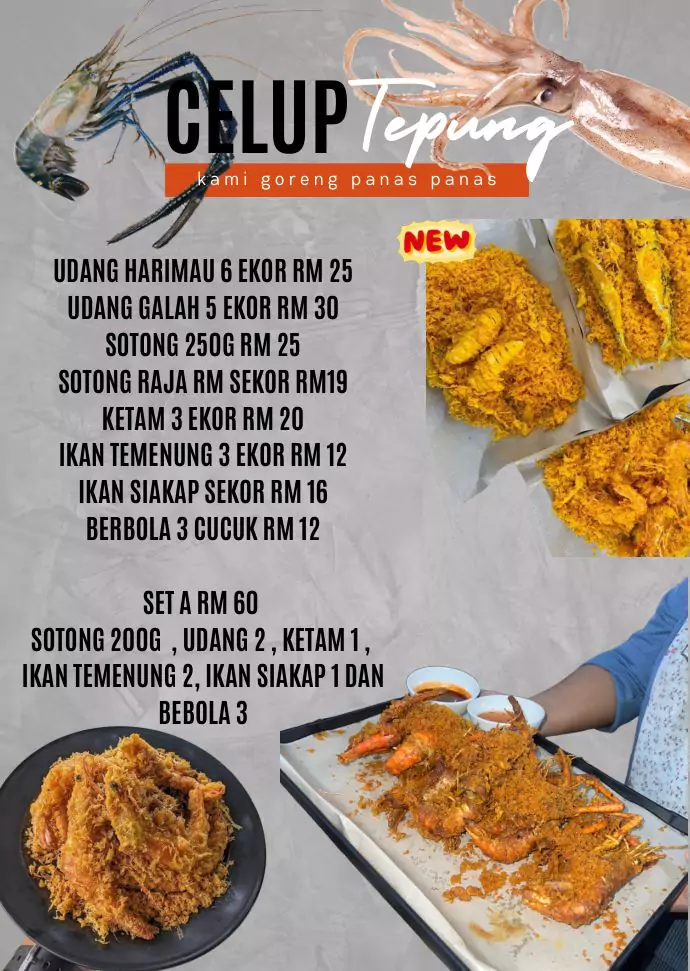 CELUP Tepung
kami goreng panas panas
NEW
UDANG HARIMAU 6 EKOR RM 25
UDANG GALAH 5 EKOR RM 30
SOTONG 250G RM 25
SOTONG RAJA RM SEKOR RM19
KETAM 3 EKOR RM 20
IKAN TEMENUNG 3 EKOR RM 12
IKAN SIAKAP SEKOR RM 16
BERBOLA 3 CUCUK RM 12
SET A RM 60
SOTONG 200G , UDANG 2 , KETAM 1 ,
IKAN TEMENUNG 2, IKAN SIAKAP 1 DAN
BEBOLA 3